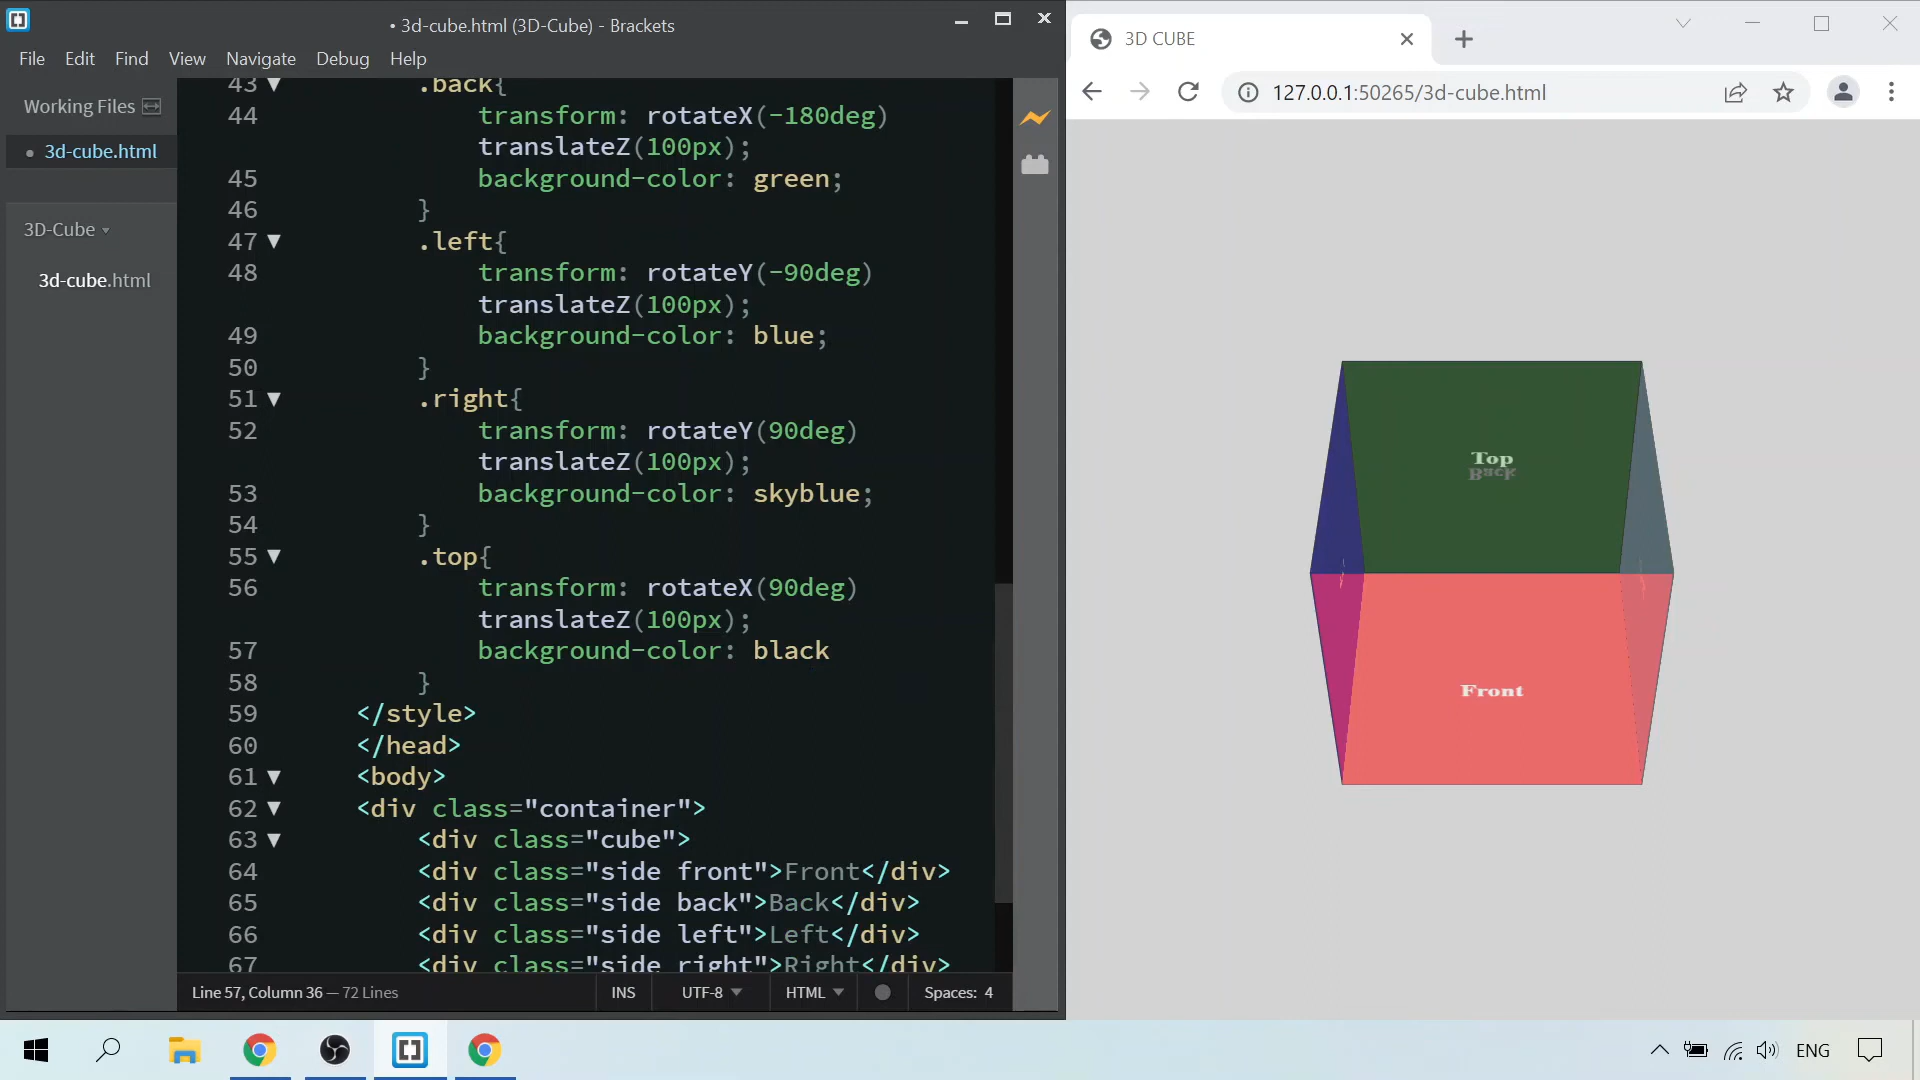 • 3d-cube.html (3D-Cube) - Brackets
File Edit Find View Navigate Debug Help
Working Files
• 3d-cube.html
3D-Cube
3d-cube.html
43 .back{
44 transform: rotateX(-180deg)
translateZ(100px);
45 background-color: green;
46 }
47 .left{
48 transform: rotateY(-90deg)
translateZ(100px);
49 background-color: blue;
50 }
51 .right{
52 transform: rotateY(90deg)
translateZ(100px);
53 background-color: skyblue;
54 }
55 .top{
56 transform: rotateX(90deg)
translateZ(100px);
57 background-color: black
58 }
59 </style>
60 </head>
61 <body>
62 <div class="container">
63 <div class="cube">
64 <div class="side front">Front</div>
65 <div class="side back">Back</div>
66 <div class="side left">Left</div>
67 <div class="side right">Right</div>
Line 57, Column 36 — 72 Lines
INS UTF-8 HTML Spaces: 4
3D CUBE
127.0.0.1:50265/3d-cube.html
Top
Back
Front
ENG